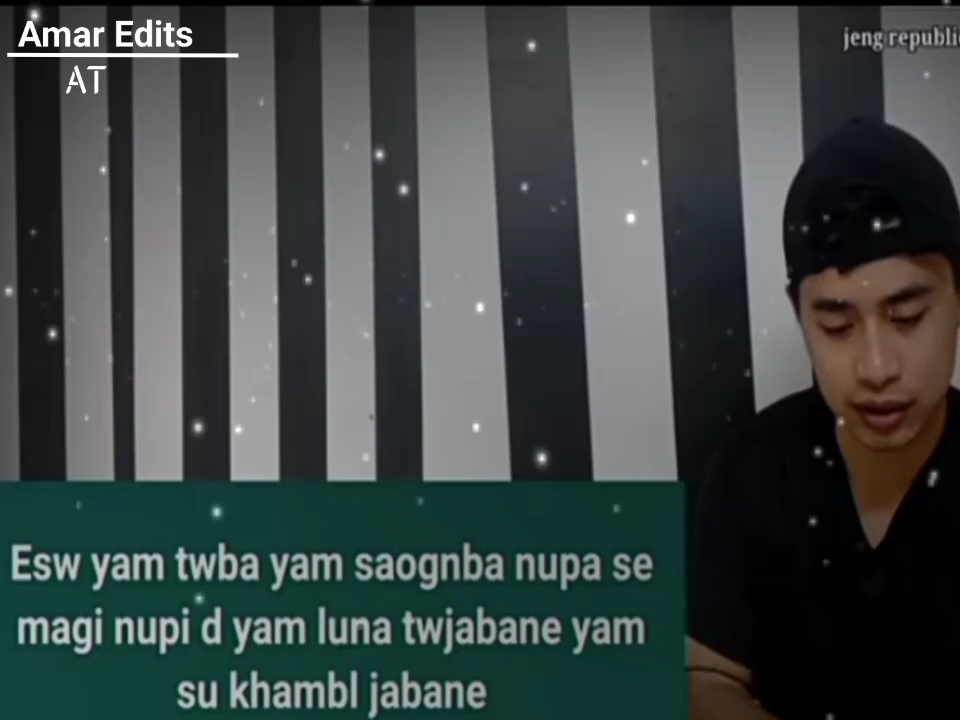 Amar Edits
AT
jeng republic
Esw yam twba yam saognba nupa se
magi nupi d yam luna twjabane yam
su khambl jabane